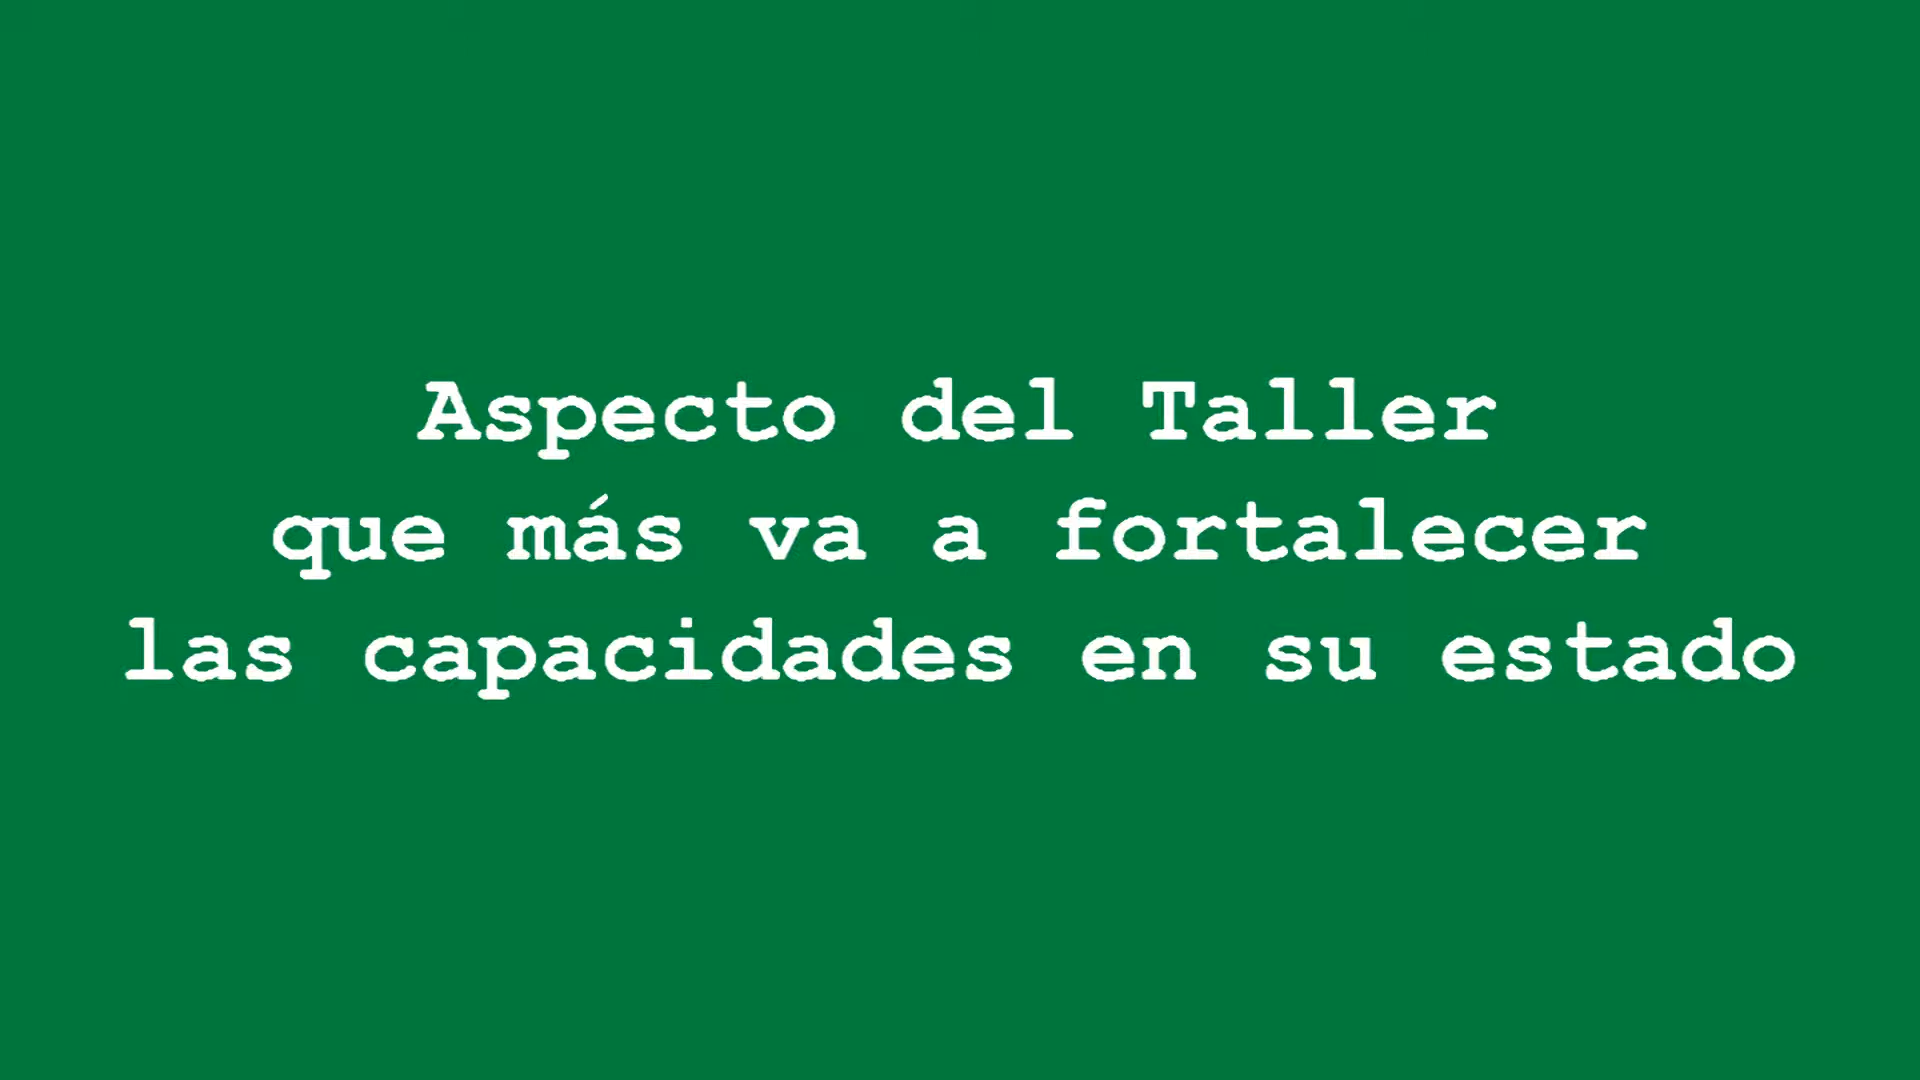 Aspecto del Taller
que más va a fortalecer
las capacidades en su estado